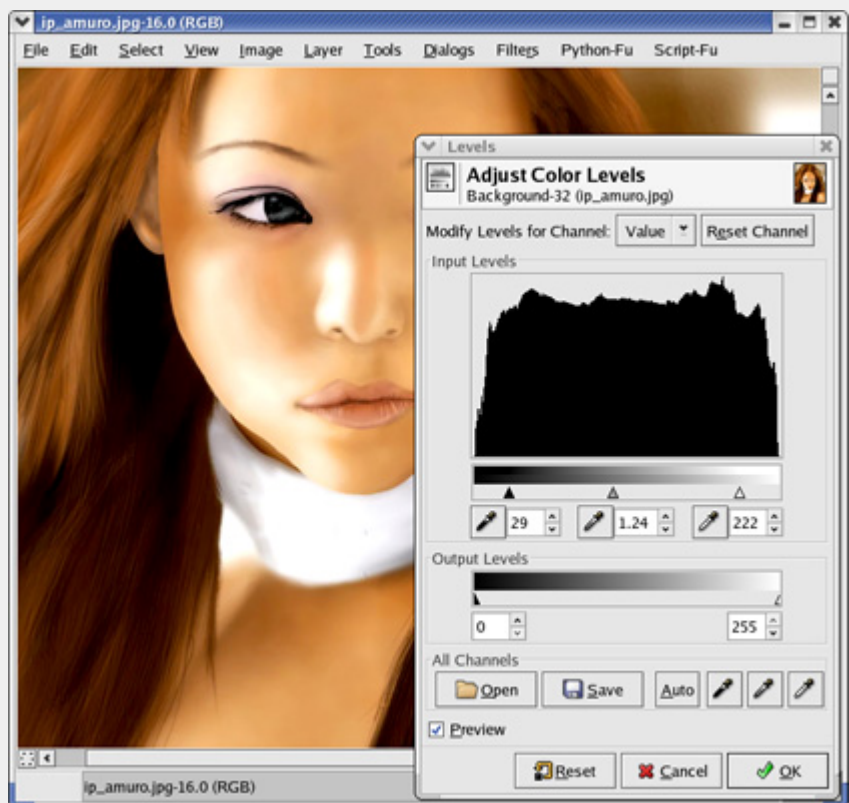 ip_amuro.jpg-16.0 (RGB)
File Edit Select View Image Layer Tools Dialogs Filters Python-Fu Script-Fu
Levels
Adjust Color Levels
Background-32 (ip_amuro.jpg)
Modify Levels for Channel: Value Reset Channel
Input Levels
29 1.24 222
Output Levels
0 255
All Channels
Open Save Auto
Preview
Reset Cancel OK
ip_amuro.jpg-16.0 (RGB)